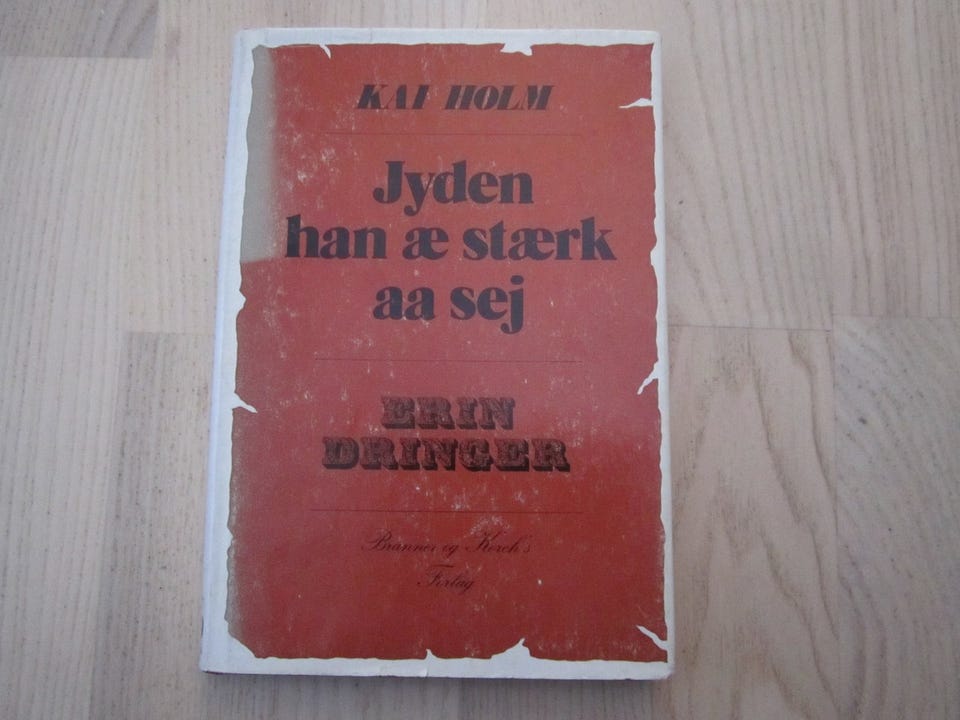 KAI HOLM
Jyden
han æ stærk
aa sej
ERIN
DRINGER
Branner og Korch's
Forlag